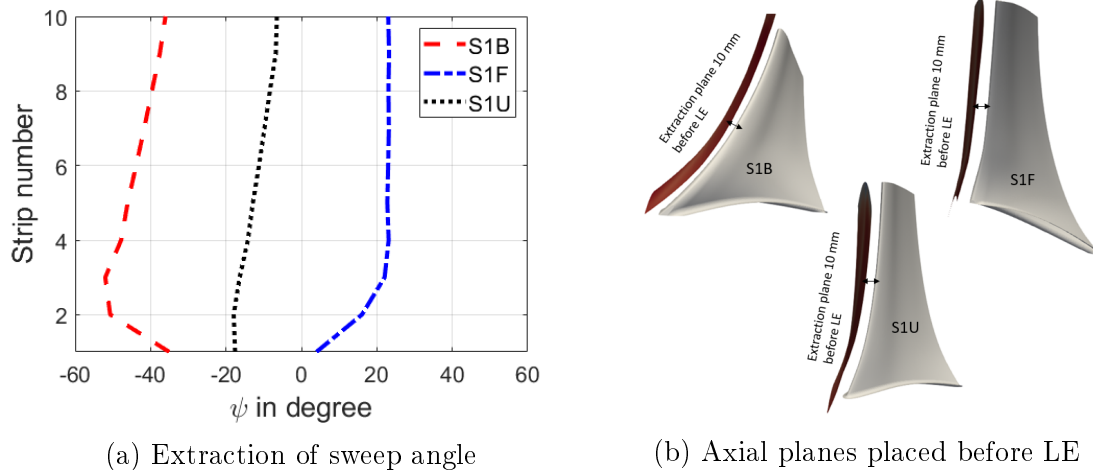 10
8
6
4
2
Strip number
-60
-40
-20
0
20
40
60
ψ in degree
S1B
S1F
S1U
(a) Extraction of sweep angle
Extraction plane 10 mm
before LE
S1B
Extraction plane 10 mm
before LE
S1F
Extraction plane 10 mm
before LE
S1U
(b) Axial planes placed before LE